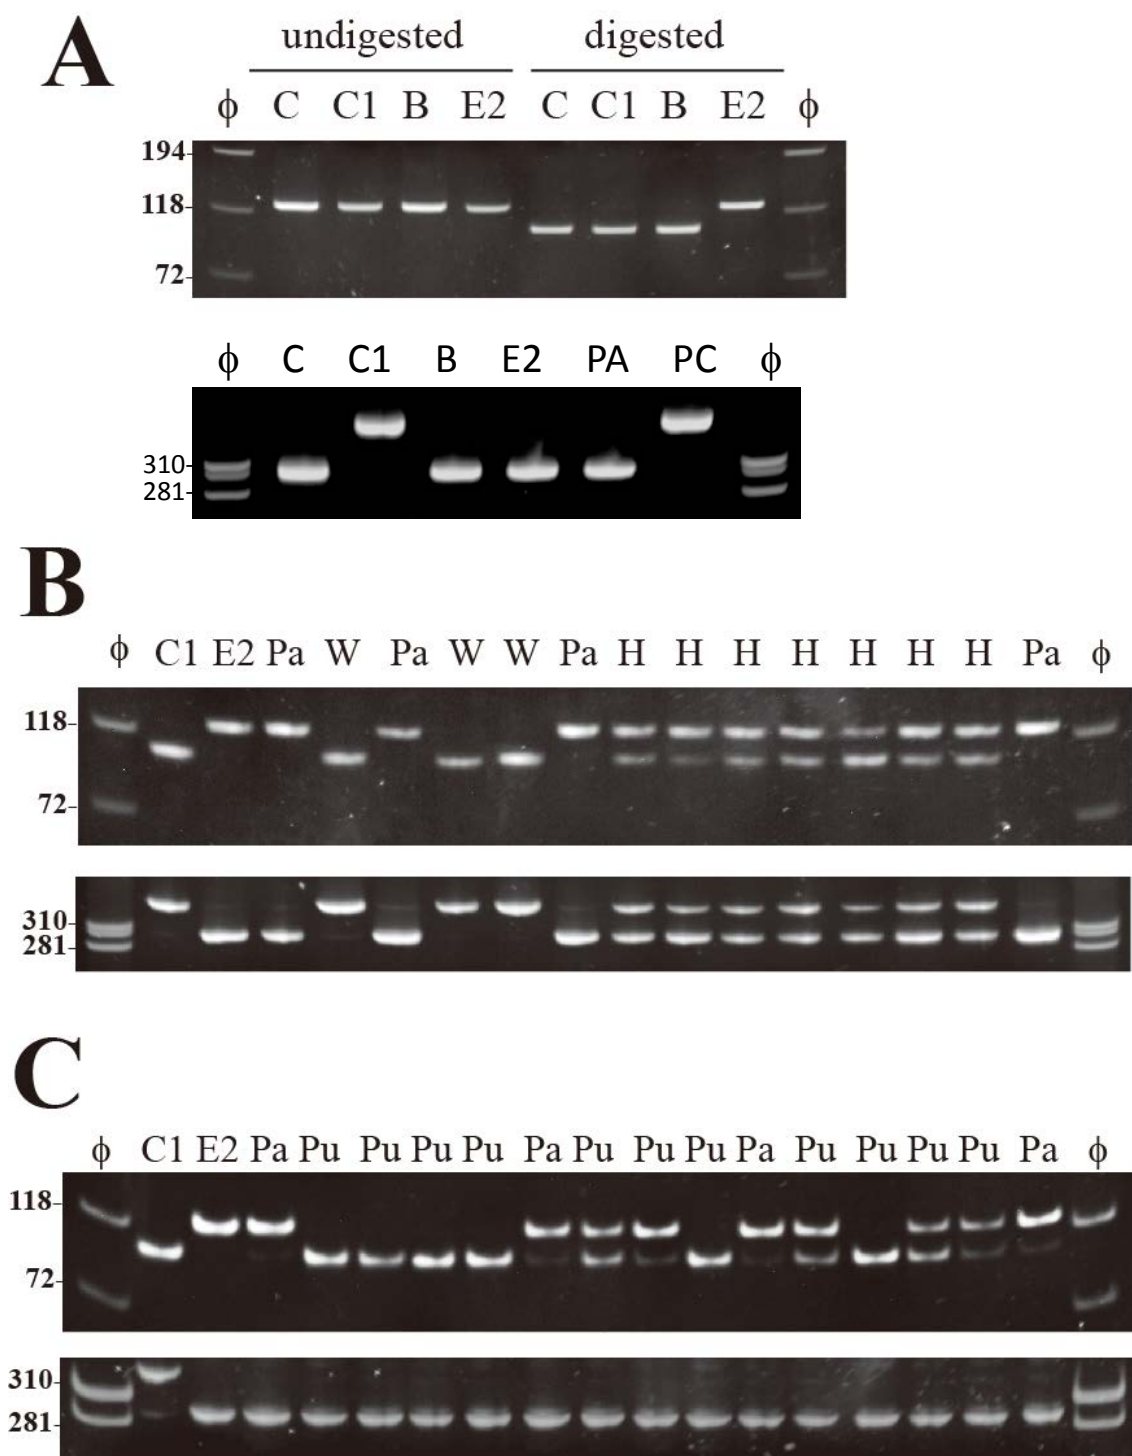 A
undigested digested
ϕ C C1 B E2 C C1 B E2 ϕ
194-
118-
72-
ϕ C C1 B E2 PA PC ϕ
310-
281-
B
ϕ C1 E2 Pa W Pa W W Pa H H H H H H H Pa ϕ
118-
72-
310-
281-
C
ϕ C1 E2 Pa Pu Pu Pu Pu Pa Pu Pu Pu Pa Pu Pu Pu Pu Pa ϕ
118-
72-
310-
281-